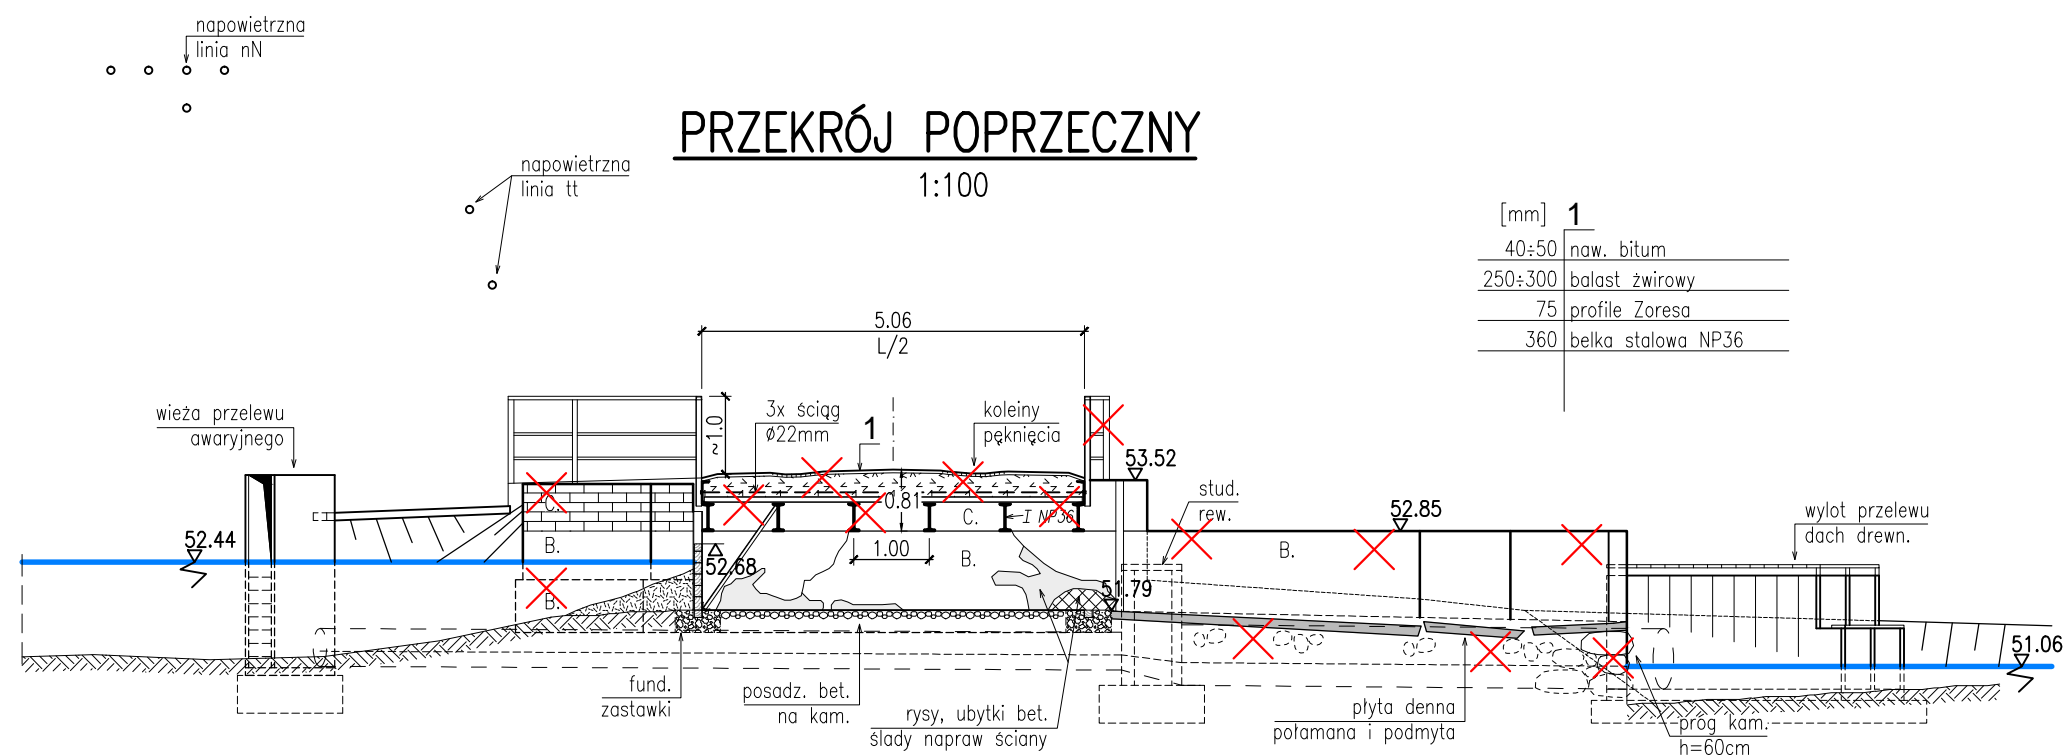 napowietrzna
linia nN
PRZEKRÓJ POPRZECZNY
1:100
napowietrzna
linia tt
[mm] 1
40÷50 naw. bitum
250÷300 balast żwirowy
75 profile Zoresa
360 belka stalowa NP36
5.06
L/2
wieża przelewu
awaryjnego
~1.0
3x ściąg
Ø22mm
1
koleiny
pęknięcia
53.52
stud.
rew.
52.85
wylot przelewu
dach drewn.
0.81
C.
C.
I NP36
52.44
B.
1.00
B.
B.
52.68
B.
51.79
51.06
fund.
zastawki
posadz. bet.
na kam.
rysy, ubytki bet.
ślady napraw ściany
płyta denna
połamana i podmyta
próg kam.
h=60cm